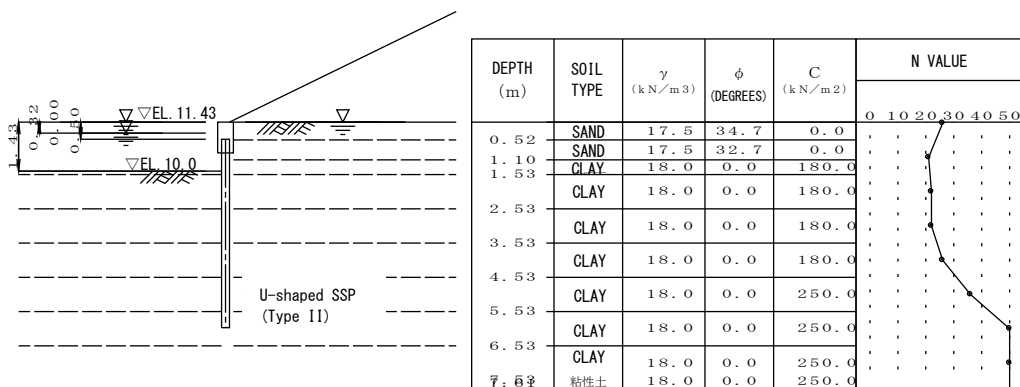 ▽EL.11.43
1.43
0.32
0.00
0.50
▽EL.10.0
U-shaped SSP
(Type II)
DEPTH (m) SOIL TYPE γ (kN/m3) φ (DEGREES) C (kN/m2) N VALUE
0 10 20 30 40 50
SAND 17.5 34.7 0.0
0.52
SAND 17.5 32.7 0.0
1.10
CLAY 18.0 0.0 180.0
1.53
CLAY 18.0 0.0 180.0
2.53
CLAY 18.0 0.0 180.0
3.53
CLAY 18.0 0.0 180.0
4.53
CLAY 18.0 0.0 250.0
5.53
CLAY 18.0 0.0 250.0
6.53
CLAY 18.0 0.0 250.0
7.53
粘性土 18.0 0.0 250.0